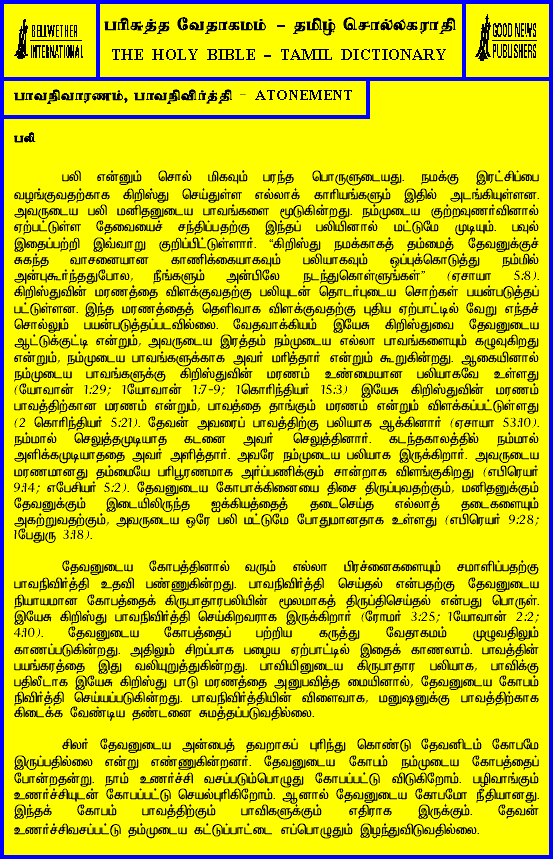 BELLWETHER
INTERNATIONAL
பரிசுத்த வேதாகமம் – தமிழ் சொல்லகராதி
THE HOLY BIBLE – TAMIL DICTIONARY
GOOD NEWS
PUBLISHERS
பாவநிவாரணம், பாவநிவிர்த்தி – ATONEMENT
பலி
பலி என்னும் சொல் மிகவும் பரந்த பொருளுடையது. நமக்கு இரட்சிப்பை
வழங்குவதற்காக கிறிஸ்து செய்துள்ள எல்லாக் காரியங்களும் இதில் அடங்கியுள்ளன.
அவருடைய பலி மனிதனுடைய பாவங்களை மூடுகின்றது. நம்முடைய குற்றவுணர்வினால்
ஏற்பட்டுள்ள தேவையைச் சந்திப்பதற்கு இந்தப் பலியினால் மட்டுமே முடியும். பவுல்
இதைப்பற்றி இவ்வாறு குறிப்பிட்டுள்ளார். “கிறிஸ்து நமக்காகத் தம்மைத் தேவனுக்குச்
சுகந்த வாசனையான காணிக்கையாகவும் பலியாகவும் ஒப்புக்கொடுத்து நம்மில்
அன்புகூர்ந்ததுபோல, நீங்களும் அன்பிலே நடந்துகொள்ளுங்கள்” (ஏசாயா 5:8).
கிறிஸ்துவின் மரணத்தை விளக்குவதற்கு பலியுடன் தொடர்புடைய சொற்கள் பயன்படுத்தப்
பட்டுள்ளன. இந்த மரணத்தைத் தெளிவாக விளக்குவதற்கு புதிய ஏற்பாட்டில் வேறு எந்தச்
சொல்லும் பயன்படுத்தப்படவில்லை. வேதவாக்கியம் இயேசு கிறிஸ்துவை தேவனுடைய
ஆட்டுக்குட்டி என்றும், அவருடைய இரத்தம் நம்முடைய எல்லா பாவங்களையும் கழுவுகிறது
என்றும், நம்முடைய பாவங்களுக்காக அவர் மரித்தார் என்றும் கூறுகின்றது. ஆகையினால்
நம்முடைய பாவங்களுக்கு கிறிஸ்துவின் மரணம் உண்மையான பலியாகவே உள்ளது
(யோவான் 1:29; 1யோவான் 1:7-9; 1கொரிந்தியர் 15:3) இயேசு கிறிஸ்துவின் மரணம்
பாவத்திற்கான மரணம் என்றும், பாவத்தை தாங்கும் மரணம் என்றும் விளக்கப்பட்டுள்ளது
(2 கொரிந்தியர் 5:21). தேவன் அவரைப் பாவத்திற்கு பலியாக ஆக்கினார் (ஏசாயா 53:10).
நம்மால் செலுத்தமுடியாத கடனை அவர் செலுத்தினார். கடந்தகாலத்தில் நம்மால்
அளிக்கமுடியாததை அவர் அளித்தார். அவரே நம்முடைய பலியாக இருக்கிறார். அவருடைய
மரணமானது தம்மையே பரிபூரணமாக அர்ப்பணிக்கும் சான்றாக விளங்குகிறது (எபிரெயர்
9:14; எபேசியர் 5:2). தேவனுடைய கோபாக்கினையை திசை திருப்புவதற்கும், மனிதனுக்கும்
தேவனுக்கும் இடையிலிருந்த ஐக்கியத்தைத் தடைசெய்த எல்லாத் தடைகளையும்
அகற்றுவதற்கும், அவருடைய ஒரே பலி மட்டுமே போதுமானதாக உள்ளது (எபிரெயர் 9:28;
1பேதுரு 3:18).
தேவனுடைய கோபத்தினால் வரும் எல்லா பிரச்னைகளையும் சமாளிப்பதற்கு
பாவநிவிர்த்தி உதவி பண்ணுகின்றது. பாவநிவிர்த்தி செய்தல் என்பதற்கு தேவனுடைய
நியாயமான கோபத்தைக் கிருபாதாரபலியின் மூலமாகத் திருப்திசெய்தல் என்பது பொருள்.
இயேசு கிறிஸ்து பாவநிவிர்த்தி செய்கிறவராக இருக்கிறார் (ரோமர் 3:25; 1யோவான் 2:2;
4:10). தேவனுடைய கோபத்தைப் பற்றிய கருத்து வேதாகமம் முழுவதிலும்
காணப்படுகின்றது. அதிலும் சிறப்பாக பழைய ஏற்பாட்டில் இதைக் காணலாம். பாவத்தின்
பயங்கரத்தை இது வலியுறுத்துகின்றது. பாவியினுடைய கிருபாதார பலியாக, பாவிக்கு
பதிலீடாக இயேசு கிறிஸ்து பாடு மரணத்தை அனுபவித்த மையினால், தேவனுடைய கோபம்
நிவிர்த்தி செய்யப்படுகின்றது. பாவநிவிர்த்தியின் விளைவாக, மனுஷனுக்கு பாவத்திற்காக
கிடைக்க வேண்டிய தண்டனை சுமத்தப்படுவதில்லை.
சிலர் தேவனுடைய அன்பைத் தவறாகப் புரிந்து கொண்டு தேவனிடம் கோபமே
இருப்பதில்லை என்று எண்ணுகின்றனர். தேவனுடைய கோபம் நம்முடைய கோபத்தைப்
போன்றதன்று. நாம் உணர்ச்சி வசப்படும்பொழுது கோபப்பட்டு விடுகிறோம். பழிவாங்கும்
உணர்ச்சியுடன் கோபப்பட்டு செயல்புரிகிறோம். ஆனால் தேவனுடைய கோபமோ நீதியானது.
இந்தக் கோபம் பாவத்திற்கும் பாவிகளுக்கும் எதிராக இருக்கும். தேவன்
உணர்ச்சிவசப்பட்டு தம்முடைய கட்டுப்பாட்டை எப்பொழுதும் இழந்துவிடுவதில்லை.